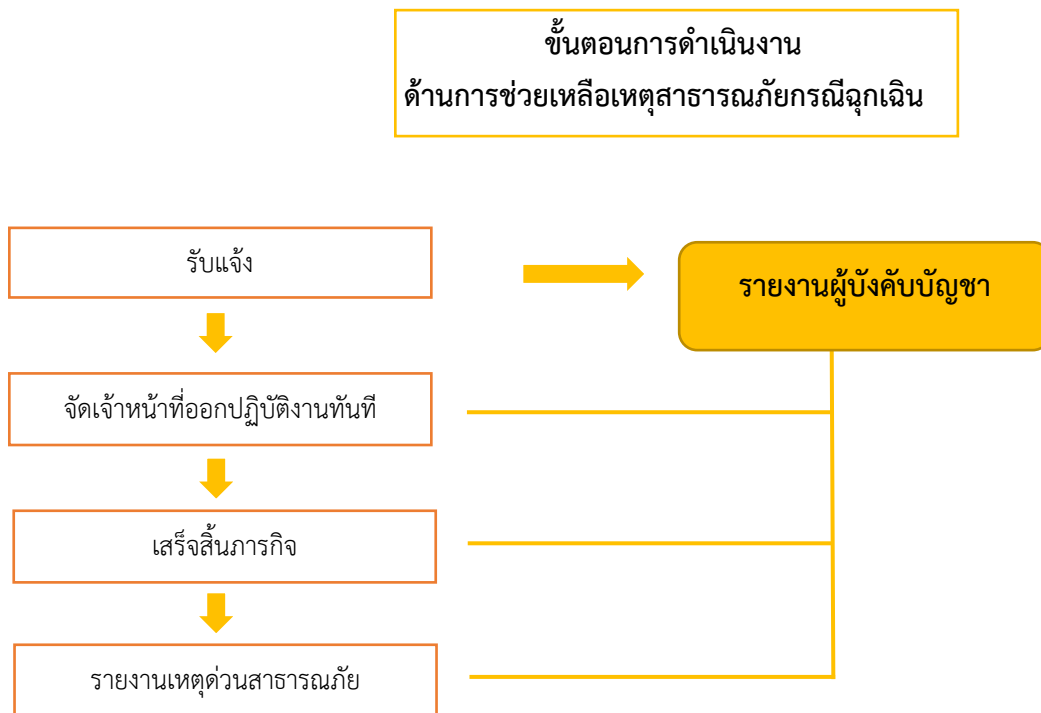 ขั้นตอนการดำเนินงาน
ด้านการช่วยเหลือเหตุสาธารณภัยกรณีฉุกเฉิน
รับแจ้ง
รายงานผู้บังคับบัญชา
จัดเจ้าหน้าที่ออกปฏิบัติงานทันที
เสร็จสิ้นภารกิจ
รายงานเหตุด่วนสาธารณภัย